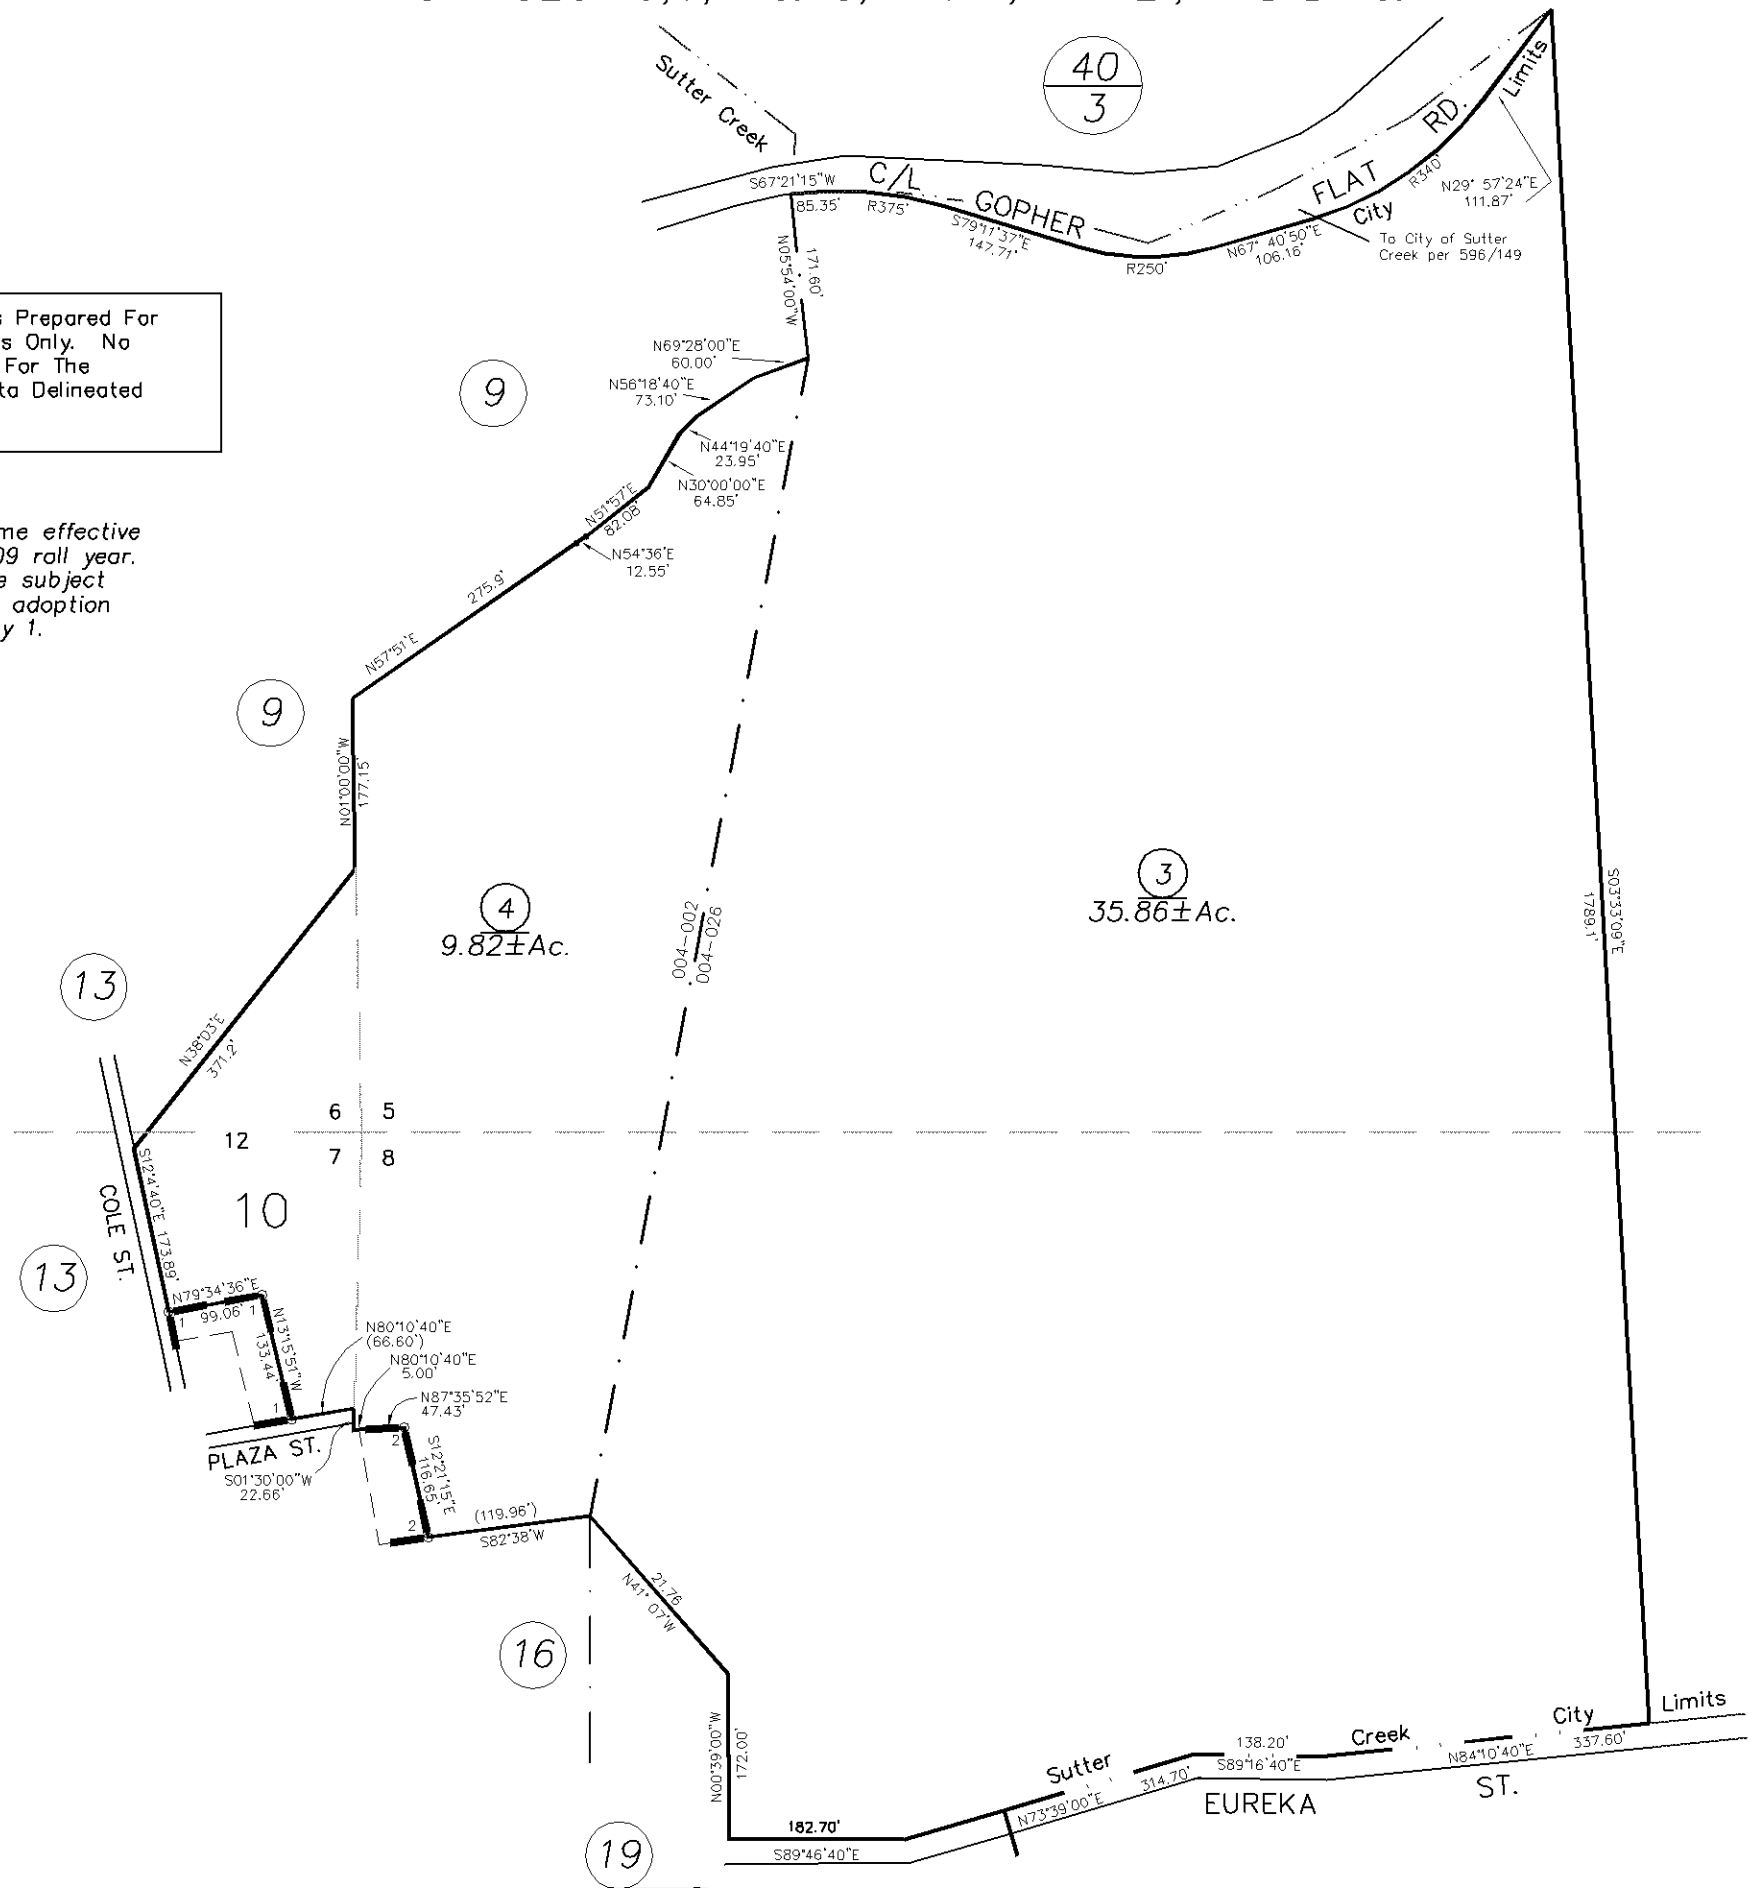 40
3
Sutter Creek
Limits
RD.
C/L
GOPHER
FLAT
City
S67°21'15"W
85.35'
R375'
S79°11'37"E
147.71'
R250'
N67° 40'50"E
106.16'
R340'
N29° 57'24"E
111.87'
To City of Sutter
Creek per 596/149
N05°54'00"W
171.60'
s Prepared For
s Only. No
For The
ta Delineated
N69°28'00"E
60.00'
N56°18'40"E
73.10'
N44°19'40"E
23.95'
N30°00'00"E
64.85'
9
N51°57'E
82.08'
N54°36'E
12.55'
me effective
09 roll year.
e subject
adoption
y 1.
275.9'
N57°51'E
9
N01°00'00"W
177.15'
4
9.82±Ac.
3
35.86±Ac.
004-002
004-026
S03°33'09"E
1789.1'
13
N38°03'E
371.2'
6 5
12
7 8
10
S12°4'40"E 173.89'
COLE ST.
13
N79°34'36"E
99.06'
1
1
N13°15'51"W
133.44'
1
N80°10'40"E
(66.60')
N80°10'40"E
5.00'
N87°35'52"E
47.43'
PLAZA ST.
S01°30'00"W
22.66'
2
S12°21'15"E
116.65'
2
(119.96')
S82°38'W
21.76
N41° 07'W
16
N00°39'00"W
172.00'
182.70'
S89°46'40"E
19
Sutter
N73°39'00"E
314.70'
138.20'
S89°16'40"E
Creek
N84°10'40"E
City
337.60'
Limits
EUREKA
ST.